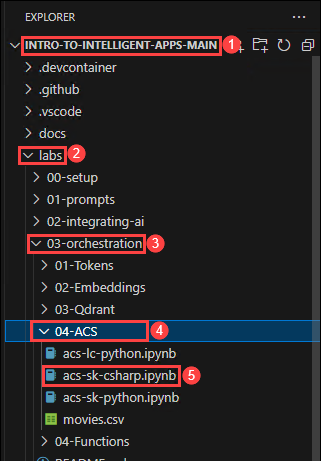 EXPLORER
INTRO-TO-INTELLIGENT-APPS-MAIN 1
.devcontainer
.github
.vscode
docs
labs 2
00-setup
01-prompts
02-integrating-ai
03-orchestration 3
01-Tokens
02-Embeddings
03-Qdrant
04-ACS 4
acs-lc-python.ipynb
acs-sk-csharp.ipynb 5
acs-sk-python.ipynb
movies.csv
04-Functions